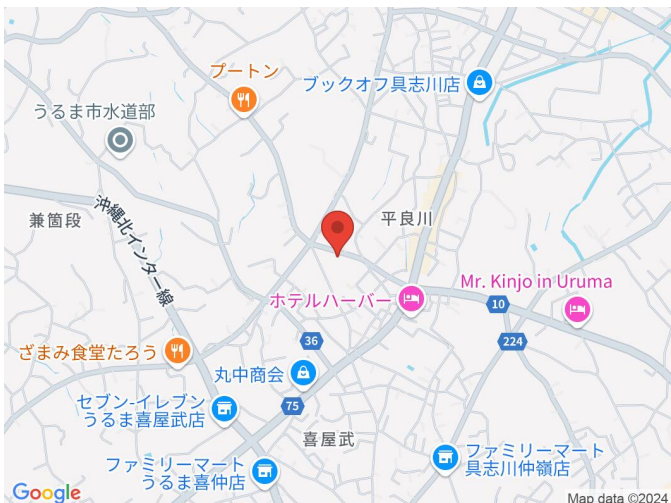 プートン
ブックオフ具志川店
うるま市水道部
兼箇段
沖縄北インター線
平良川
Mr. Kinjo in Uruma
ホテルハーバー
10
36
224
ざまみ食堂たろう
丸中商会
セブン-イレブン
うるま喜屋武店
75
喜屋武
ファミリーマート
うるま喜仲店
ファミリーマート
具志川仲嶺店
Google
Map data ©2024